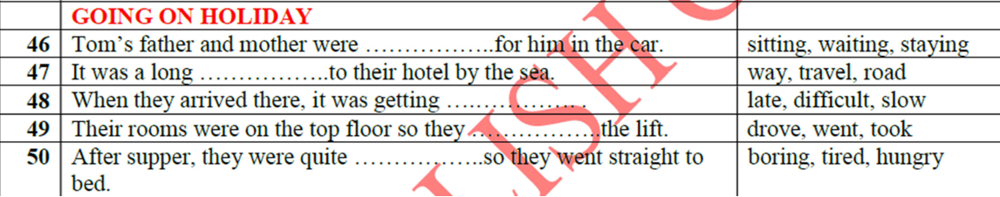 GOING ON HOLIDAY
46 Tom's father and mother were ……………..for him in the car. sitting, waiting, staying
47 It was a long ……………..to their hotel by the sea. way, travel, road
48 When they arrived there, it was getting ……………… . late, difficult, slow
49 Their rooms were on the top floor so they ……………..the lift. drove, went, took
50 After supper, they were quite ……………..so they went straight to boring, tired, hungry
bed.